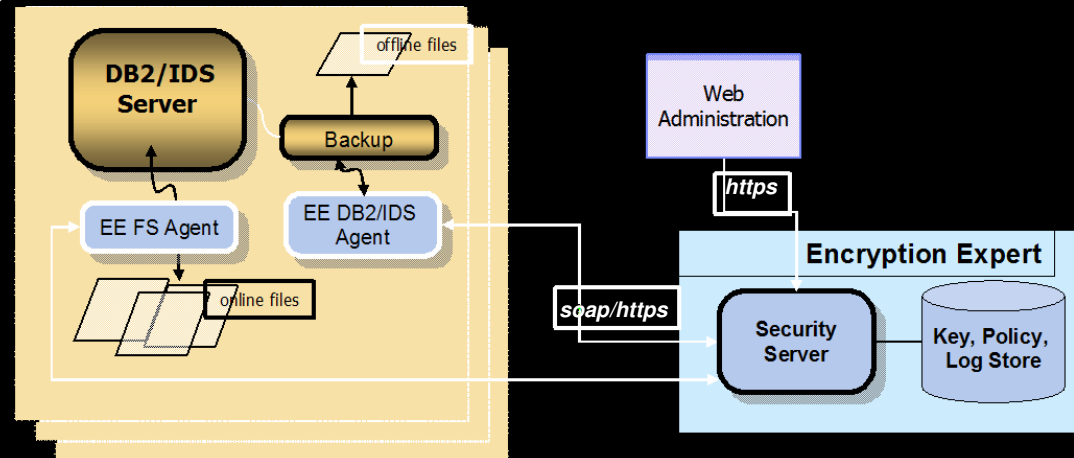 offline files
DB2/IDS
Server
Backup
EE FS Agent
EE DB2/IDS
Agent
online files
Web
Administration
https
soap/https
Encryption Expert
Security
Server
Key, Policy,
Log Store